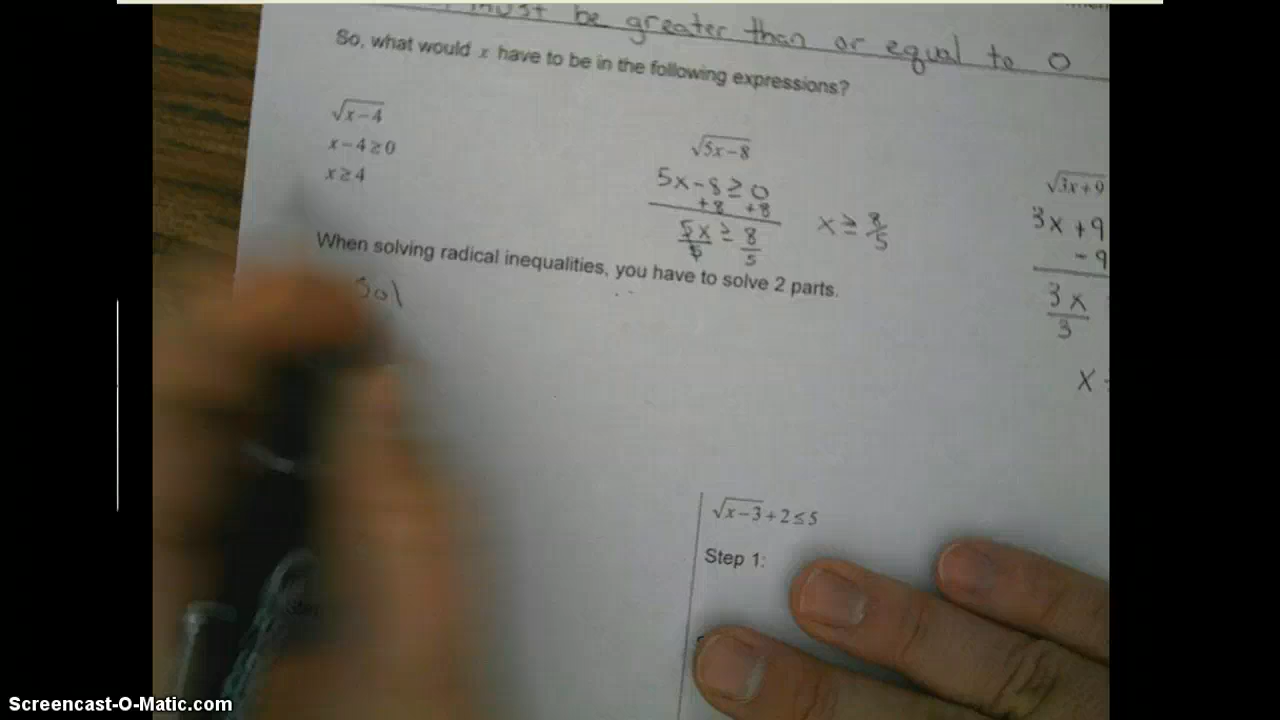 must be greater than or equal to 0
So, what would x have to be in the following expressions?
√x-4
x-4≥0
x≥4
√5x-8
5x-8≥0
+8 +8
5x ≥ 8
5 5
x ≥ 8/5
√3x+9
3x+9
-9
3x
3
x
When solving radical inequalities, you have to solve 2 parts.
Sol
√x-3+2≤5
Step 1:
Screencast-O-Matic.com